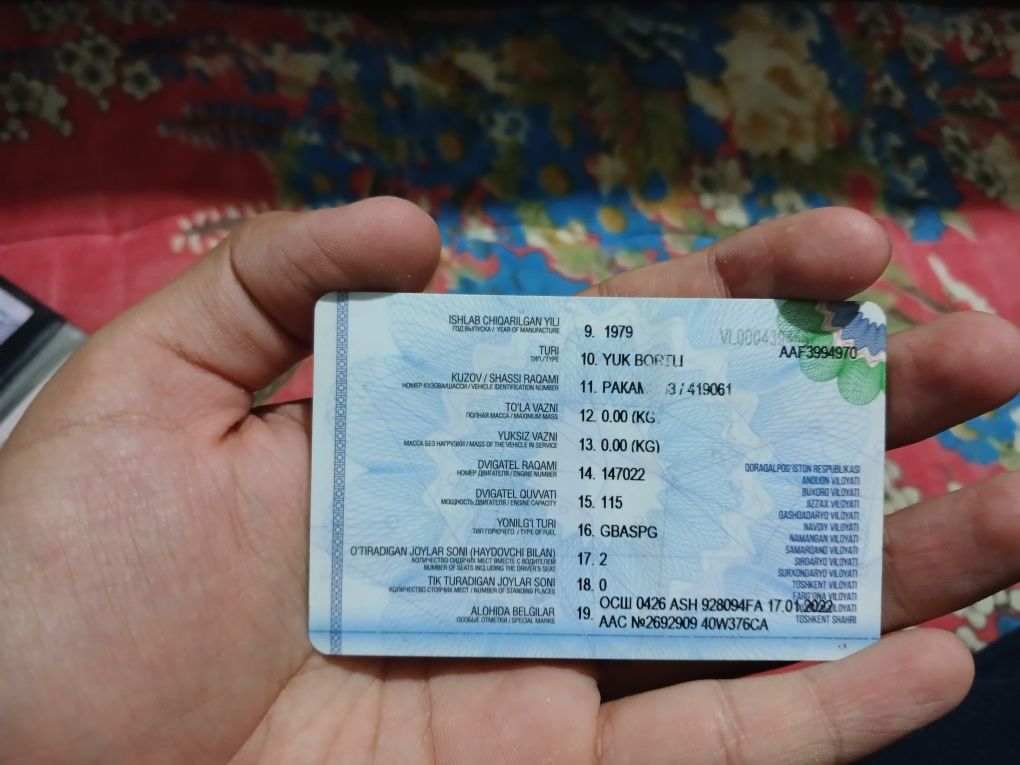 ISHLAB CHIQARILGAN YILI
ГОД ВЫПУСКА / YEAR OF MANUFACTURE
9. 1979
AAF3994970
TURI
ТИП / TYPE
10. YUK
KUZOV / SHASSI RAQAMI
НОМЕР КУЗОВА/ШАССИ / VEHICLE IDENTIFICATION NUMBER
11. / 419061
TO'LA VAZNI
ПОЛНАЯ МАССА / MAXIMUM MASS
12. 0.00 (KG)
YUKSIZ VAZNI
МАССА БЕЗ НАГРУЗКИ / MASS OF THE VEHICLE IN SERVICE
13. 0.00 (KG)
DVIGATEL RAQAMI
НОМЕР ДВИГАТЕЛЯ / ENGINE NUMBER
14. 147022
DVIGATEL QUVVATI
МОЩНОСТЬ ДВИГАТЕЛЯ / ENGINE CAPACITY
15. 115
YONILG'I TURI
ТИП ГОРЮЧЕГО / TYPE OF FUEL
16. GBASPG
O'TIRADIGAN JOYLAR SONI (HAYDOVCHI BILAN)
КОЛИЧЕСТВО СИДЯЧИХ МЕСТ ВМЕСТЕ С ВОДИТЕЛЕМ
NUMBER OF SEATS INCLUDING THE DRIVER'S SEAT
17. 2
TIK TURADIGAN JOYLAR SONI
КОЛИЧЕСТВО СТОЯЧИХ МЕСТ / NUMBER OF STANDING PLACES
18. 0
ALOHIDA BELGILAR
ОСОБЫЕ ОТМЕТКИ / SPECIAL MARKS
19. ОСШ 0426 ASH 928094FA 17.01.2022
AAC №2692909 40W376CA
QORAQALPOG'ISTON RESPUBLIKASI
ANDIJON VILOYATI
BUXORO VILOYATI
JIZZAX VILOYATI
QASHQADARYO VILOYATI
NAVOIY VILOYATI
NAMANGAN VILOYATI
SAMARQAND VILOYATI
SIRDARYO VILOYATI
SURXONDARYO VILOYATI
TOSHKENT VILOYATI
FARG'ONA VILOYATI
VILOYATI
TOSHKENT SHAHRI